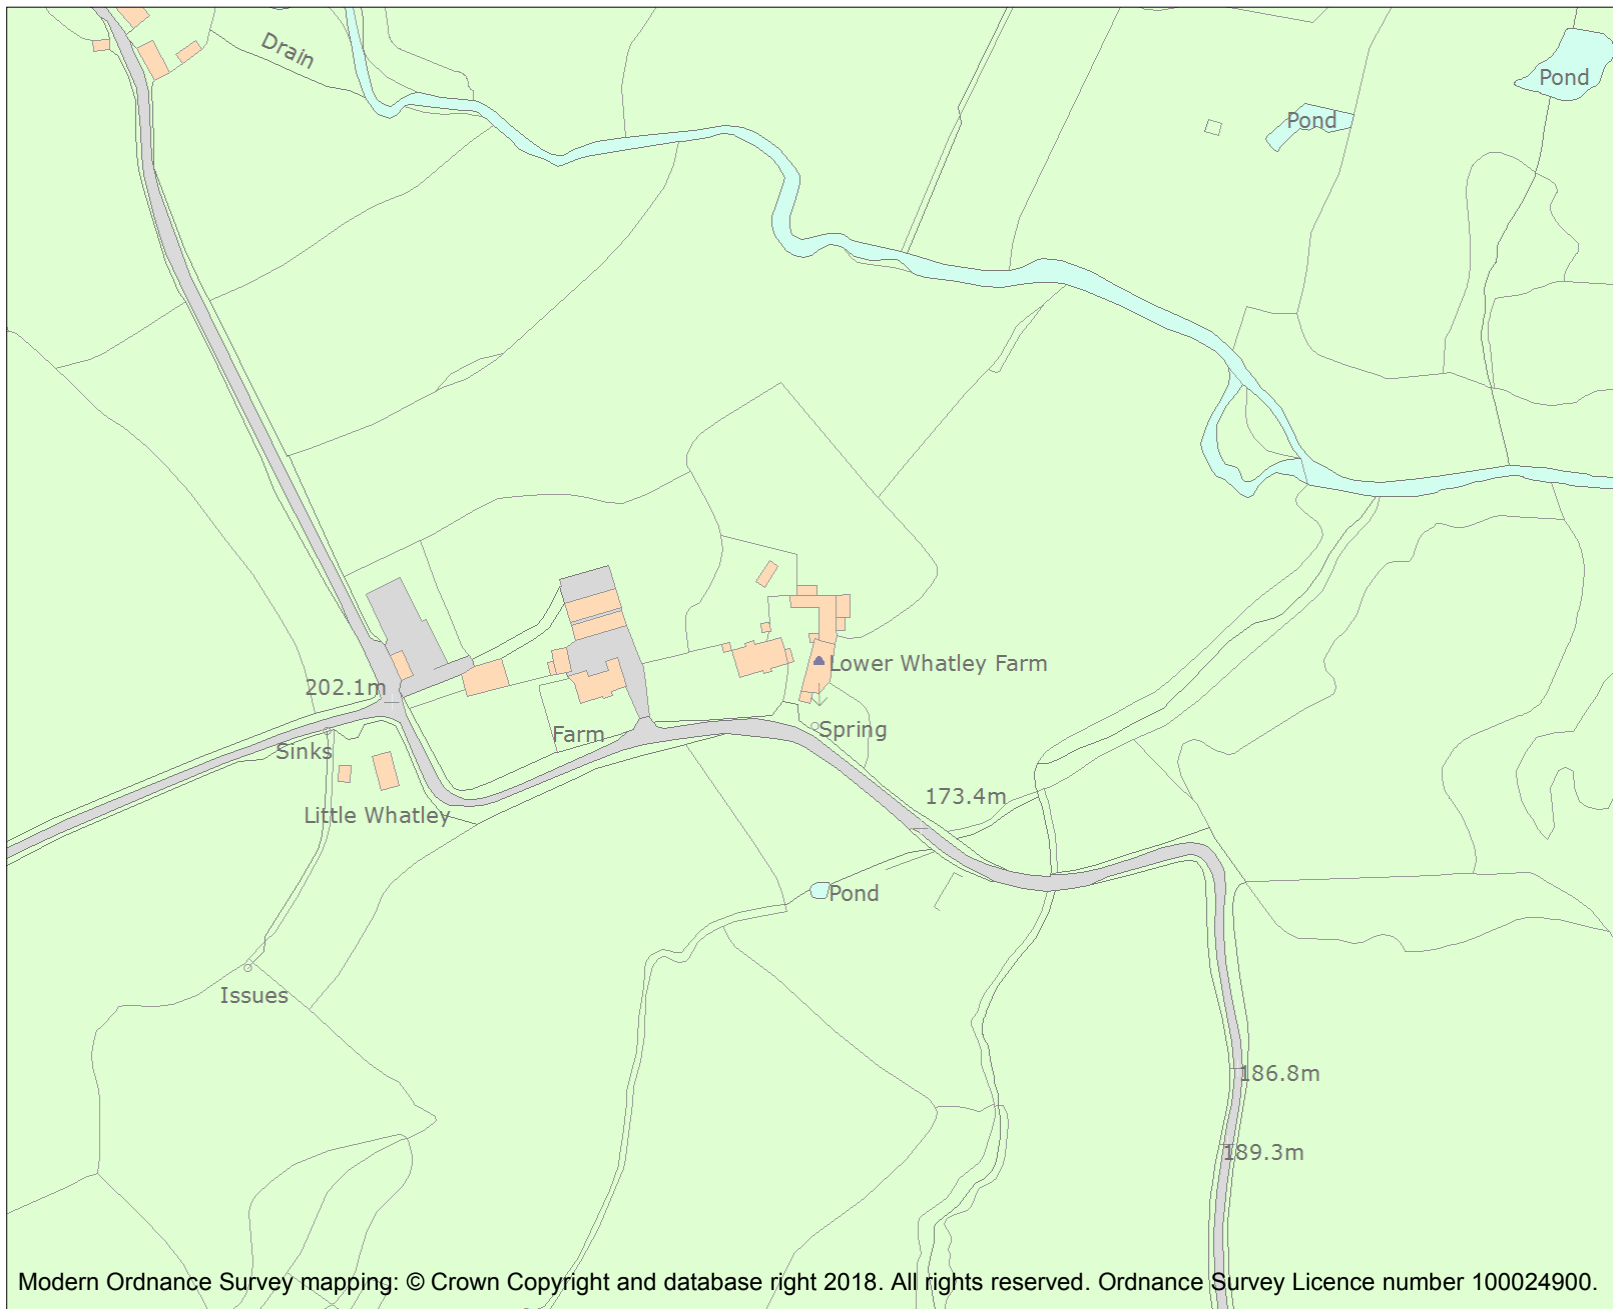 Drain
Pond
Pond
Lower Whatley Farm
202.1m
Spring
Farm
Sinks
173.4m
Little Whatley
Pond
Issues
186.8m
189.3m
Modern Ordnance Survey mapping: © Crown Copyright and database right 2018. All rights reserved. Ordnance Survey Licence number 100024900.